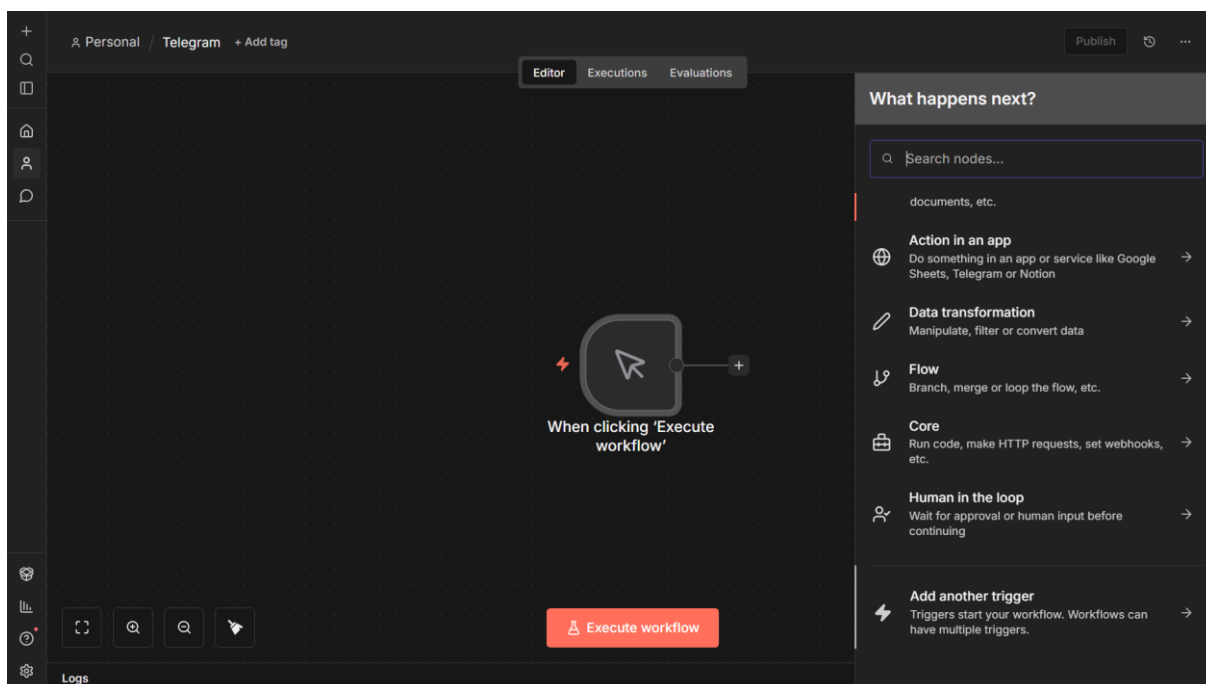 Personal / Telegram + Add tag
Publish
Editor Executions Evaluations
What happens next?
Search nodes...
documents, etc.
Action in an app
Do something in an app or service like Google
Sheets, Telegram or Notion
Data transformation
Manipulate, filter or convert data
Flow
Branch, merge or loop the flow, etc.
Core
Run code, make HTTP requests, set webhooks,
etc.
Human in the loop
Wait for approval or human input before
continuing
Add another trigger
Triggers start your workflow. Workflows can
have multiple triggers.
When clicking ‘Execute
workflow’
Execute workflow
Logs